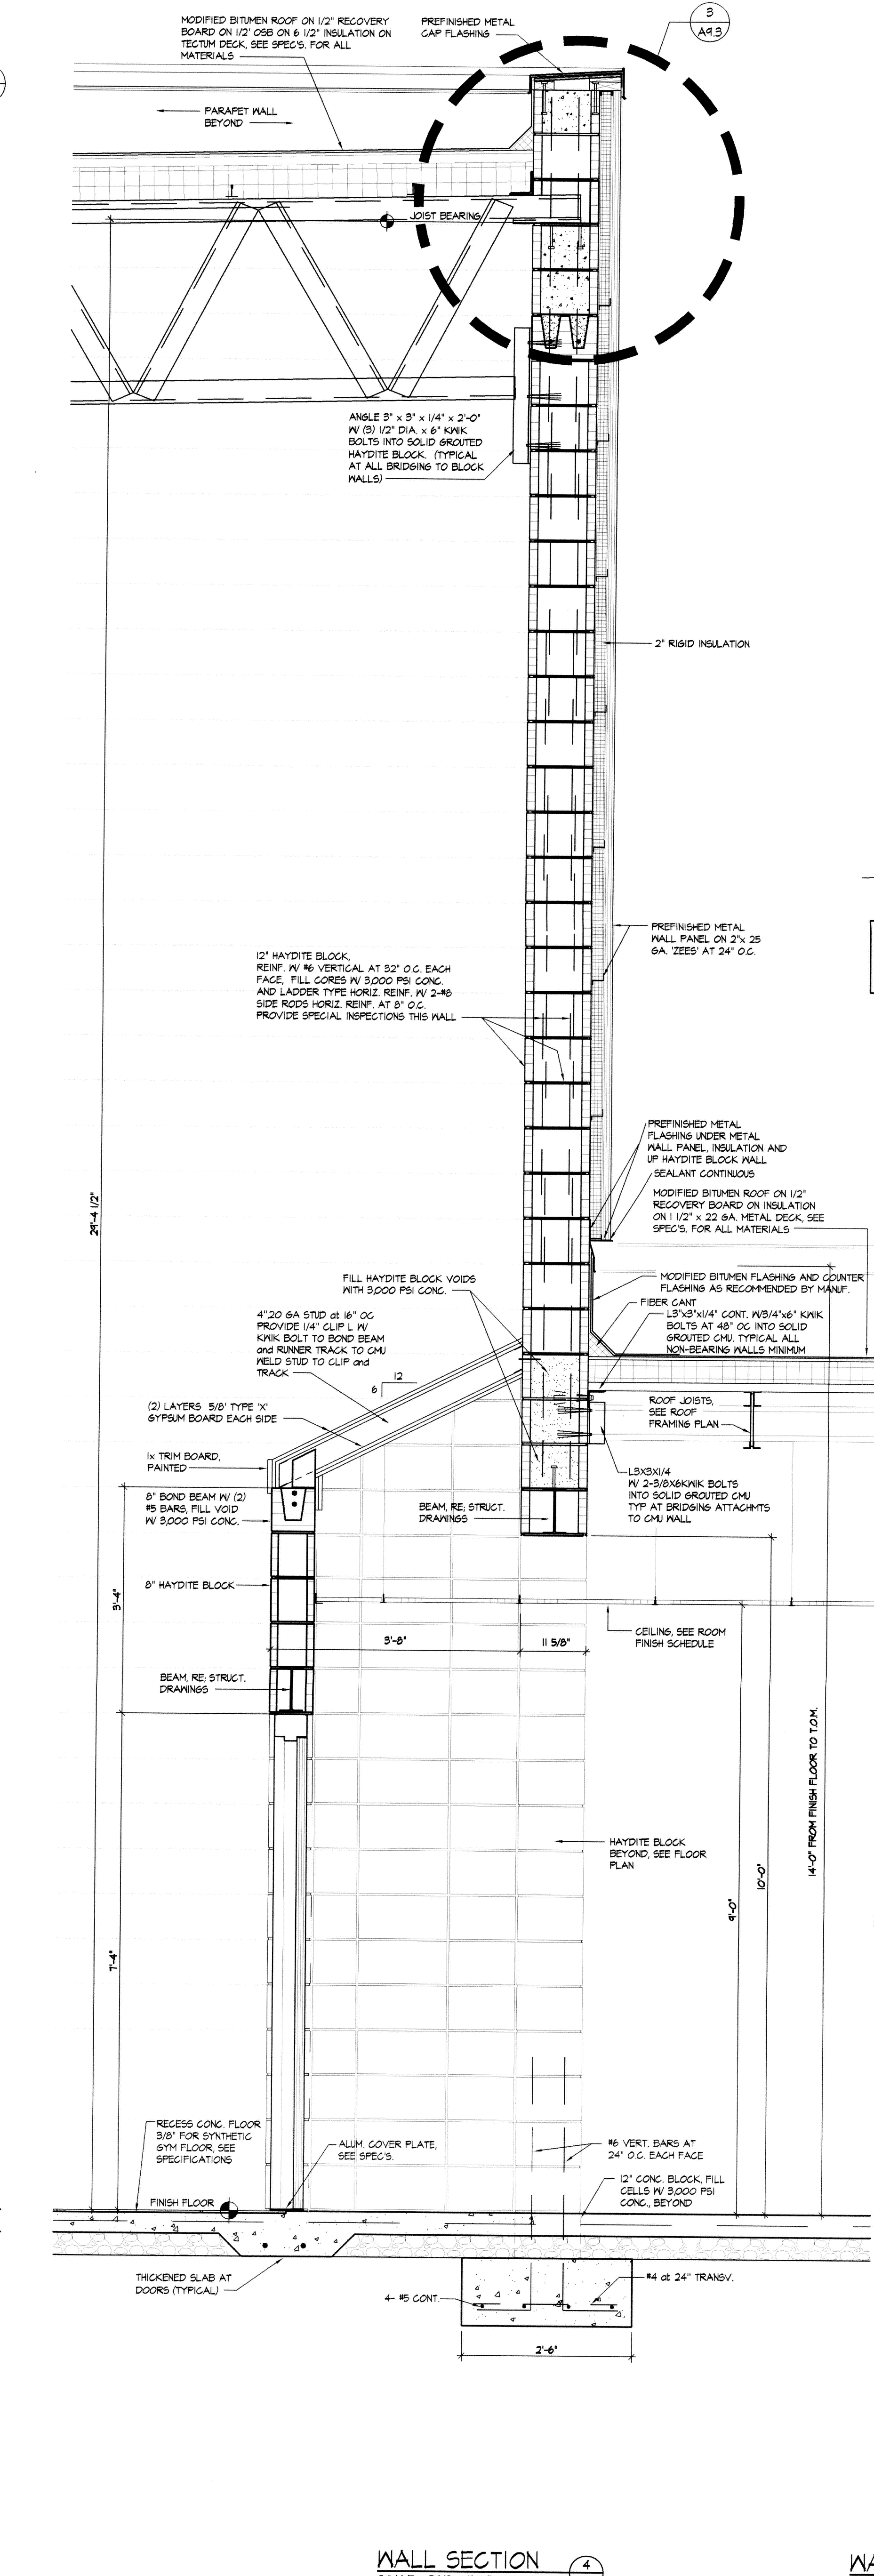 MODIFIED BITUMEN ROOF ON 1/2" RECOVERY
BOARD ON 1/2' OSB ON 6 1/2" INSULATION ON
TECTUM DECK, SEE SPEC'S. FOR ALL
MATERIALS
PREFINISHED METAL
CAP FLASHING
3
A9.3
PARAPET WALL
BEYOND
JOIST BEARING
ANGLE 3" x 3" x 1/4" x 2'-0"
W/ (3) 1/2" DIA. x 6" KWIK
BOLTS INTO SOLID GROUTED
HAYDITE BLOCK. (TYPICAL
AT ALL BRIDGING TO BLOCK
WALLS)
2" RIGID INSULATION
PREFINISHED METAL
WALL PANEL ON 2"x 25
GA. 'ZEES' AT 24" O.C.
12" HAYDITE BLOCK,
REINF. W/ #6 VERTICAL AT 32" O.C. EACH
FACE, FILL CORES W/ 3,000 PSI CONC.
AND LADDER TYPE HORIZ. REINF. W/ 2-#8
SIDE RODS HORIZ. REINF. AT 8" O.C.
PROVIDE SPECIAL INSPECTIONS THIS WALL
PREFINISHED METAL
FLASHING UNDER METAL
WALL PANEL, INSULATION AND
UP HAYDITE BLOCK WALL
SEALANT CONTINUOUS
MODIFIED BITUMEN ROOF ON 1/2"
RECOVERY BOARD ON INSULATION
ON 1 1/2" x 22 GA. METAL DECK, SEE
SPEC'S. FOR ALL MATERIALS
29'-4 1/2"
FILL HAYDITE BLOCK VOIDS
WITH 3,000 PSI CONC.
MODIFIED BITUMEN FLASHING AND COUNTER
FLASHING AS RECOMMENDED BY MANUF.
FIBER CANT
L3"x3"x1/4" CONT. W/3/4"x6" KWIK
BOLTS AT 48" OC INTO SOLID
GROUTED CMU. TYPICAL ALL
NON-BEARING WALLS MINIMUM
4",20 GA STUD at 16" OC
PROVIDE 1/4" CLIP L W/
KWIK BOLT TO BOND BEAM
and RUNNER TRACK TO CMU
WELD STUD TO CLIP and
TRACK
12
6
(2) LAYERS 5/8' TYPE 'X'
GYPSUM BOARD EACH SIDE
ROOF JOISTS,
SEE ROOF
FRAMING PLAN
1x TRIM BOARD,
PAINTED
L3X3X1/4
W/ 2-3/8X6KWIK BOLTS
INTO SOLID GROUTED CMU
TYP AT BRIDGING ATTACHMTS
TO CMU WALL
8" BOND BEAM W/ (2)
#5 BARS, FILL VOID
W/ 3,000 PSI CONC.
BEAM, RE; STRUCT.
DRAWINGS
8" HAYDITE BLOCK
3'-4"
CEILING, SEE ROOM
FINISH SCHEDULE
3'-8"
11 5/8"
BEAM, RE; STRUCT.
DRAWINGS
14'-0" FROM FINISH FLOOR TO T.O.M.
HAYDITE BLOCK
BEYOND, SEE FLOOR
PLAN
10'-0"
9'-0"
7'-4"
RECESS CONC. FLOOR
3/8" FOR SYNTHETIC
GYM FLOOR, SEE
SPECIFICATIONS
ALUM. COVER PLATE,
SEE SPEC'S.
#6 VERT. BARS AT
24" O.C. EACH FACE
12" CONC. BLOCK, FILL
CELLS W/ 3,000 PSI
CONC., BEYOND
FINISH FLOOR
THICKENED SLAB AT
DOORS (TYPICAL)
4- #5 CONT.
#4 at 24" TRANSV.
2'-6"
WALL SECTION
4
WA